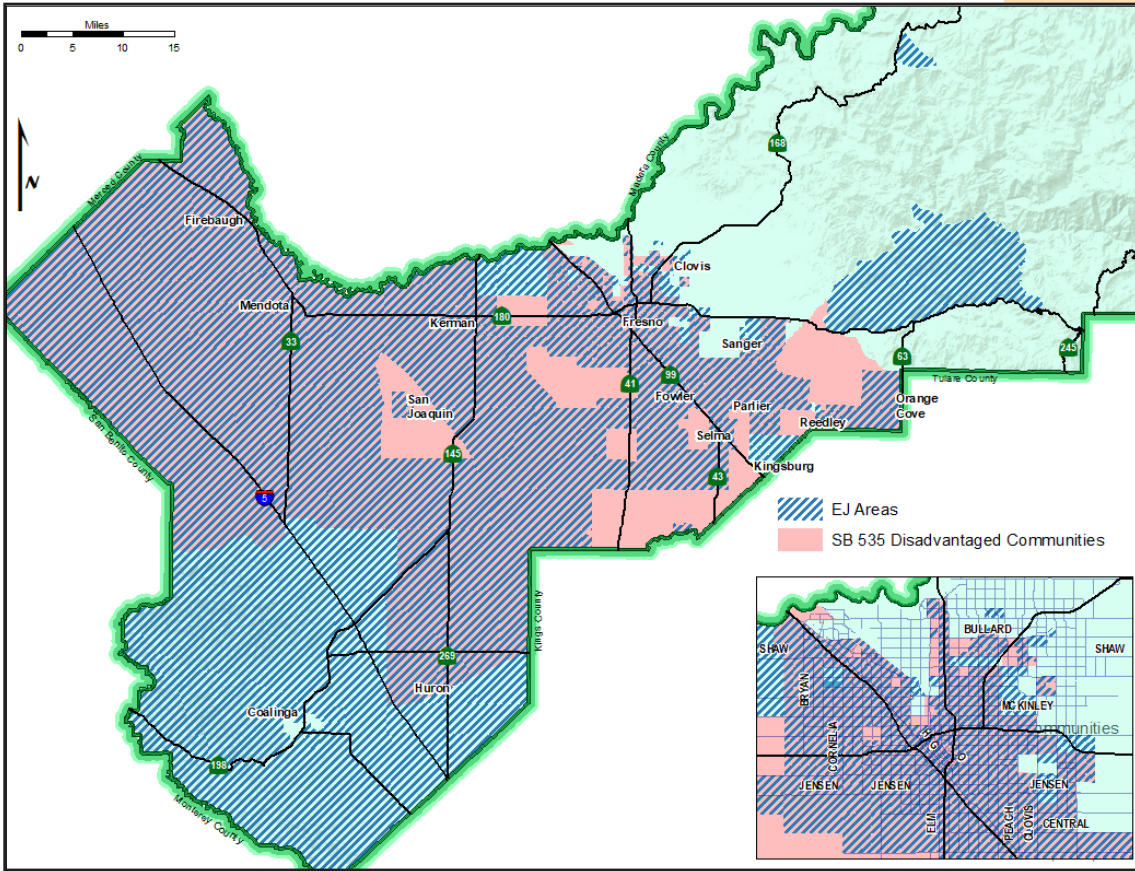 Miles
0 5 10 15
N
Merced County
Madera County
168
Firebaugh
Clovis
Mendota
Kerman
180
Fresno
33
Sanger
63
245
Tulare County
41
99
Fowler
San
Joaquin
Parlier
Orange
Cove
Reedley
Selma
145
San Benito County
Kingsburg
43
5
EJ Areas
SB 535 Disadvantaged Communities
Kings County
269
Huron
Coalinga
198
Monterey County
BULLARD
SHAW
SHAW
BRYAN
MCKINLEY
ommunities
CORNELIA
JENSEN
JENSEN
JENSEN
ELM
PEACH
CLOVIS
CENTRAL